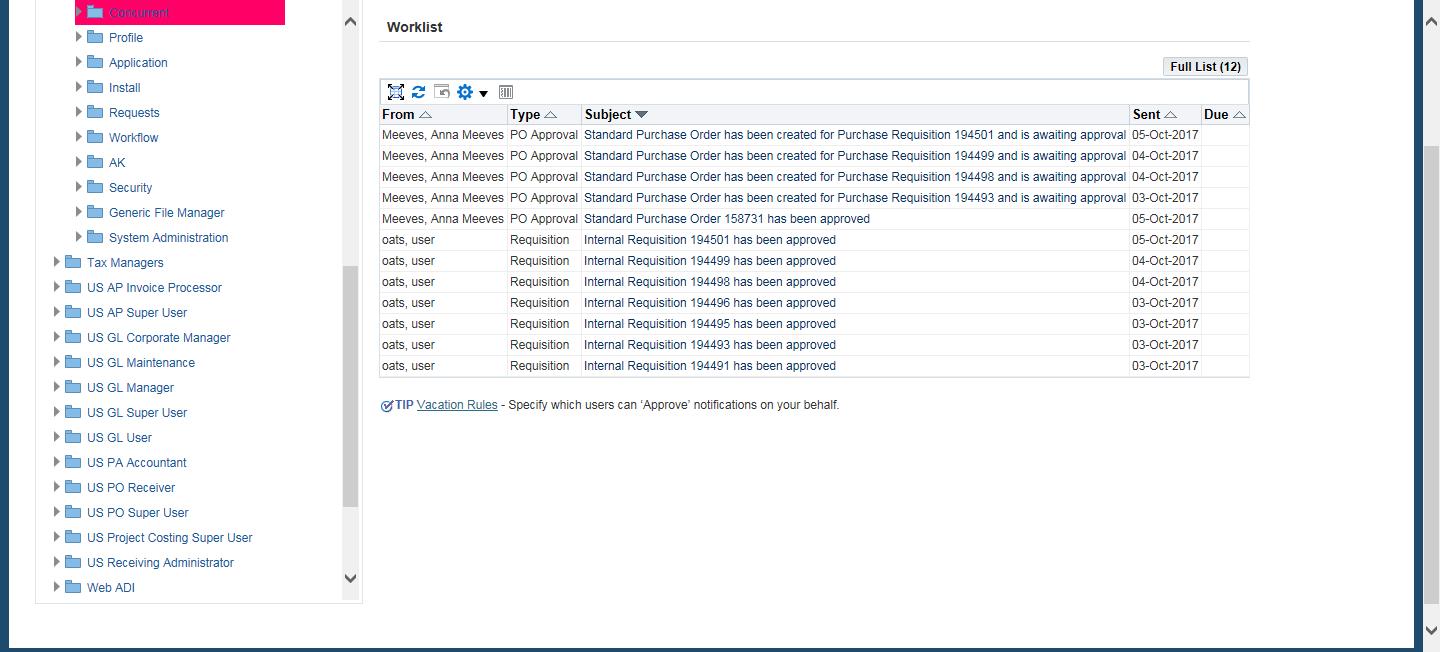 Concurrent
Profile
Application
Install
Requests
Workflow
AK
Security
Generic File Manager
System Administration
Tax Managers
US AP Invoice Processor
US AP Super User
US GL Corporate Manager
US GL Maintenance
US GL Manager
US GL Super User
US GL User
US PA Accountant
US PO Receiver
US PO Super User
US Project Costing Super User
US Receiving Administrator
Web ADI
Worklist
Full List (12)
From Type Subject Sent Due
Meeves, Anna Meeves PO Approval Standard Purchase Order has been created for Purchase Requisition 194501 and is awaiting approval 05-Oct-2017
Meeves, Anna Meeves PO Approval Standard Purchase Order has been created for Purchase Requisition 194499 and is awaiting approval 04-Oct-2017
Meeves, Anna Meeves PO Approval Standard Purchase Order has been created for Purchase Requisition 194498 and is awaiting approval 04-Oct-2017
Meeves, Anna Meeves PO Approval Standard Purchase Order has been created for Purchase Requisition 194493 and is awaiting approval 03-Oct-2017
Meeves, Anna Meeves PO Approval Standard Purchase Order 158731 has been approved 05-Oct-2017
oats, user Requisition Internal Requisition 194501 has been approved 05-Oct-2017
oats, user Requisition Internal Requisition 194499 has been approved 04-Oct-2017
oats, user Requisition Internal Requisition 194498 has been approved 04-Oct-2017
oats, user Requisition Internal Requisition 194496 has been approved 03-Oct-2017
oats, user Requisition Internal Requisition 194495 has been approved 03-Oct-2017
oats, user Requisition Internal Requisition 194493 has been approved 03-Oct-2017
oats, user Requisition Internal Requisition 194491 has been approved 03-Oct-2017
TIP Vacation Rules - Specify which users can ‘Approve’ notifications on your behalf.